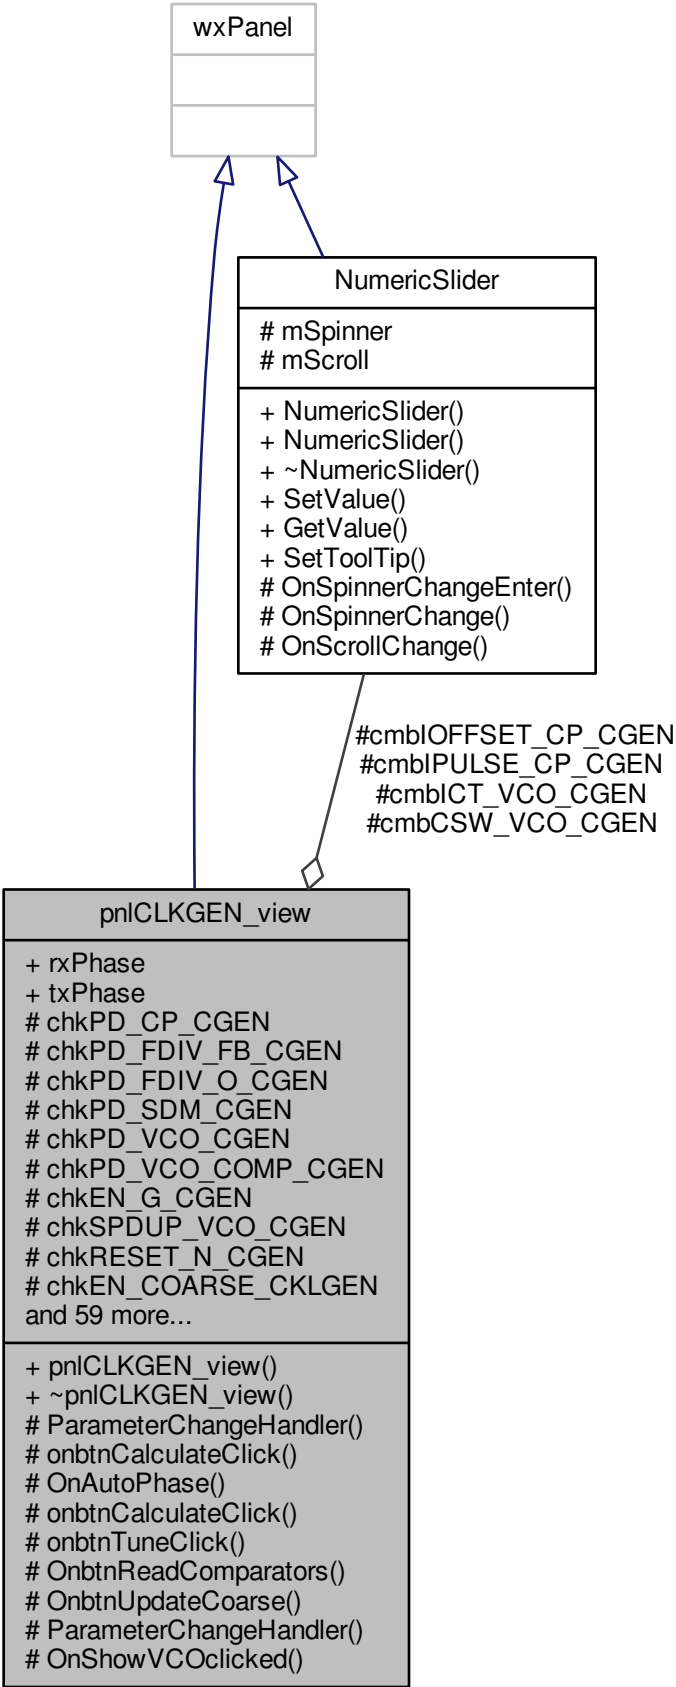 wxPanel
NumericSlider
# mSpinner
# mScroll
+ NumericSlider()
+ NumericSlider()
+ ~NumericSlider()
+ SetValue()
+ GetValue()
+ SetToolTip()
# OnSpinnerChangeEnter()
# OnSpinnerChange()
# OnScrollChange()
#cmbIOFFSET_CP_CGEN
#cmbIPULSE_CP_CGEN
#cmbICT_VCO_CGEN
#cmbCSW_VCO_CGEN
pnlCLKGEN_view
+ rxPhase
+ txPhase
# chkPD_CP_CGEN
# chkPD_FDIV_FB_CGEN
# chkPD_FDIV_O_CGEN
# chkPD_SDM_CGEN
# chkPD_VCO_CGEN
# chkPD_VCO_COMP_CGEN
# chkEN_G_CGEN
# chkSPDUP_VCO_CGEN
# chkRESET_N_CGEN
# chkEN_COARSE_CKLGEN
and 59 more...
+ pnlCLKGEN_view()
+ ~pnlCLKGEN_view()
# ParameterChangeHandler()
# onbtnCalculateClick()
# OnAutoPhase()
# onbtnCalculateClick()
# onbtnTuneClick()
# OnbtnReadComparators()
# OnbtnUpdateCoarse()
# ParameterChangeHandler()
# OnShowVCOclicked()